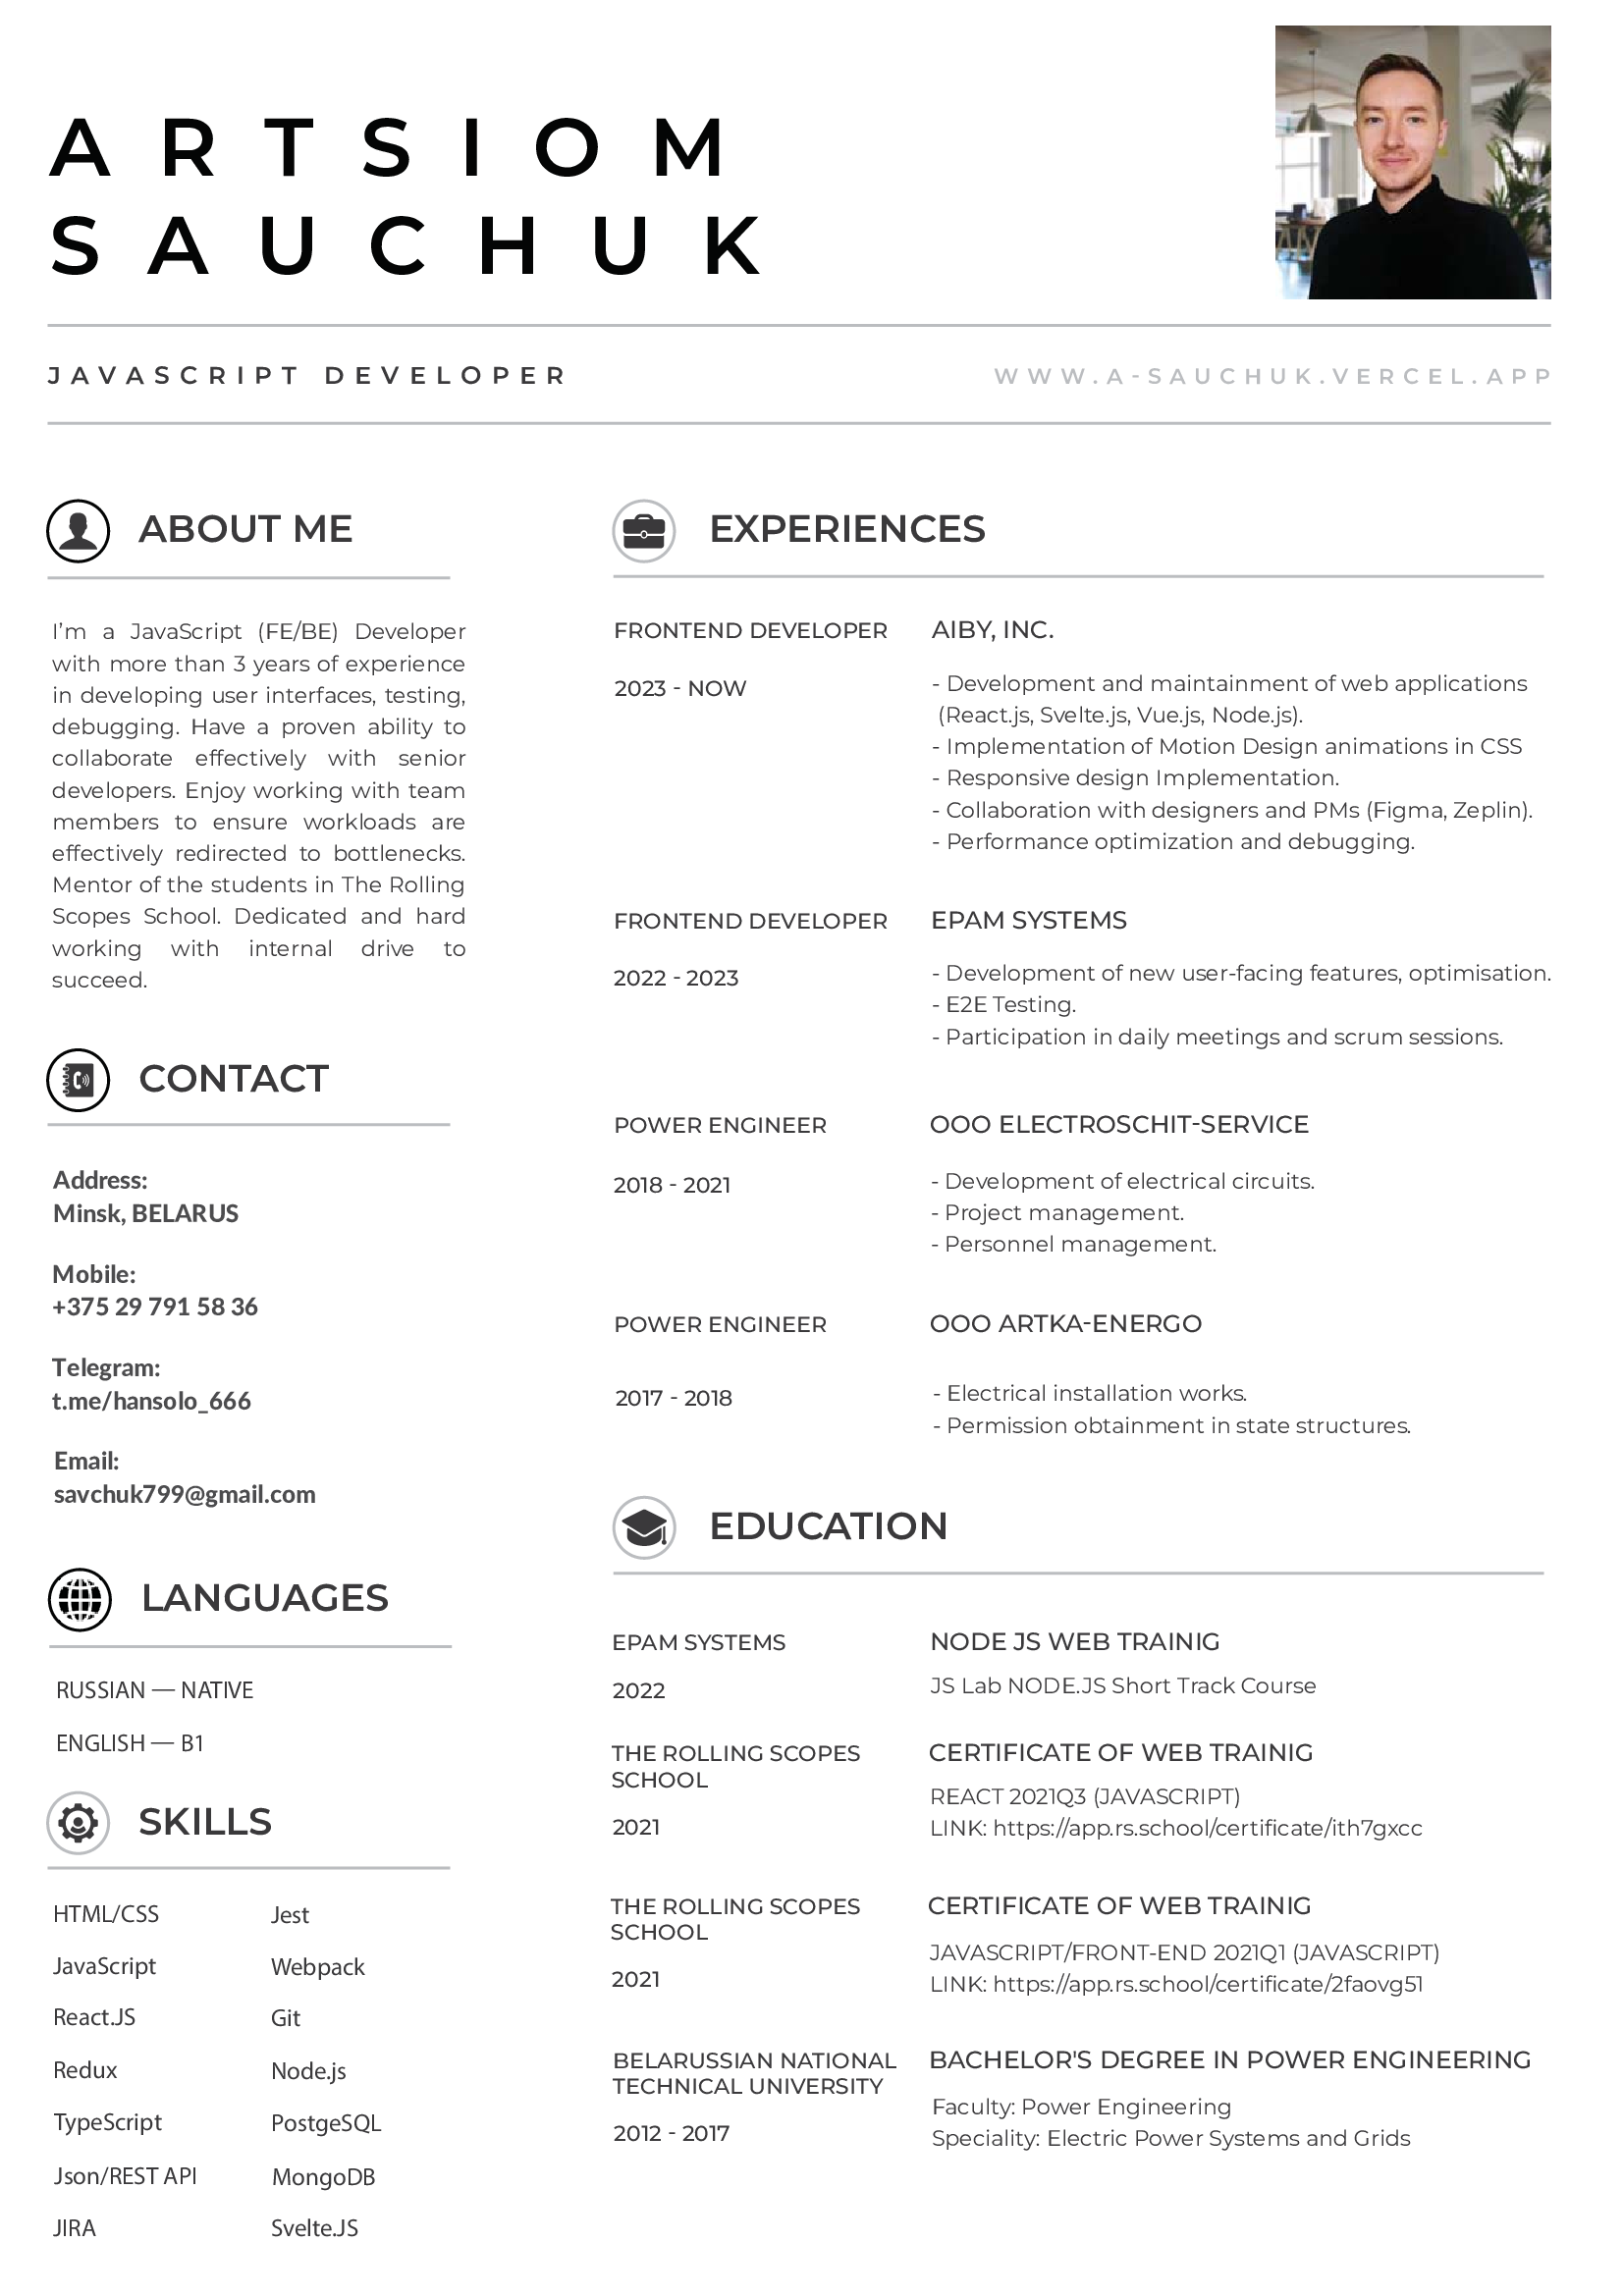 ARTSIOM
SAUCHUK
JAVASCRIPT DEVELOPER
WWW.A-SAUCHUK.VERCEL.APP
ABOUT ME
I’m a JavaScript (FE/BE) Developer
with more than 3 years of experience
in developing user interfaces, testing,
debugging. Have a proven ability to
collaborate effectively with senior
developers. Enjoy working with team
members to ensure workloads are
effectively redirected to bottlenecks.
Mentor of the students in The Rolling
Scopes School. Dedicated and hard
working with internal drive to
succeed.
CONTACT
Address:
Minsk, BELARUS
Mobile:
+375 29 791 58 36
Telegram:
t.me/hansolo_666
Email:
savchuk799@gmail.com
LANGUAGES
RUSSIAN — NATIVE
ENGLISH — B1
SKILLS
HTML/CSS
JavaScript
React.JS
Redux
TypeScript
Json/REST API
JIRA
Jest
Webpack
Git
Node.js
PostgeSQL
MongoDB
Svelte.JS
EXPERIENCES
FRONTEND DEVELOPER
2023 - NOW
AIBY, INC.
- Development and maintainment of web applications
(React.js, Svelte.js, Vue.js, Node.js).
- Implementation of Motion Design animations in CSS
- Responsive design Implementation.
- Collaboration with designers and PMs (Figma, Zeplin).
- Performance optimization and debugging.
FRONTEND DEVELOPER
2022 - 2023
EPAM SYSTEMS
- Development of new user-facing features, optimisation.
- E2E Testing.
- Participation in daily meetings and scrum sessions.
POWER ENGINEER
2018 - 2021
OOO ELECTROSCHIT-SERVICE
- Development of electrical circuits.
- Project management.
- Personnel management.
POWER ENGINEER
2017 - 2018
OOO ARTKA-ENERGO
- Electrical installation works.
- Permission obtainment in state structures.
EDUCATION
EPAM SYSTEMS
2022
NODE JS WEB TRAINIG
JS Lab NODE.JS Short Track Course
THE ROLLING SCOPES
SCHOOL
2021
CERTIFICATE OF WEB TRAINIG
REACT 2021Q3 (JAVASCRIPT)
LINK: https://app.rs.school/certificate/ith7gxcc
THE ROLLING SCOPES
SCHOOL
2021
CERTIFICATE OF WEB TRAINIG
JAVASCRIPT/FRONT-END 2021Q1 (JAVASCRIPT)
LINK: https://app.rs.school/certificate/2faovg51
BELARUSSIAN NATIONAL
TECHNICAL UNIVERSITY
2012 - 2017
BACHELOR'S DEGREE IN POWER ENGINEERING
Faculty: Power Engineering
Speciality: Electric Power Systems and Grids